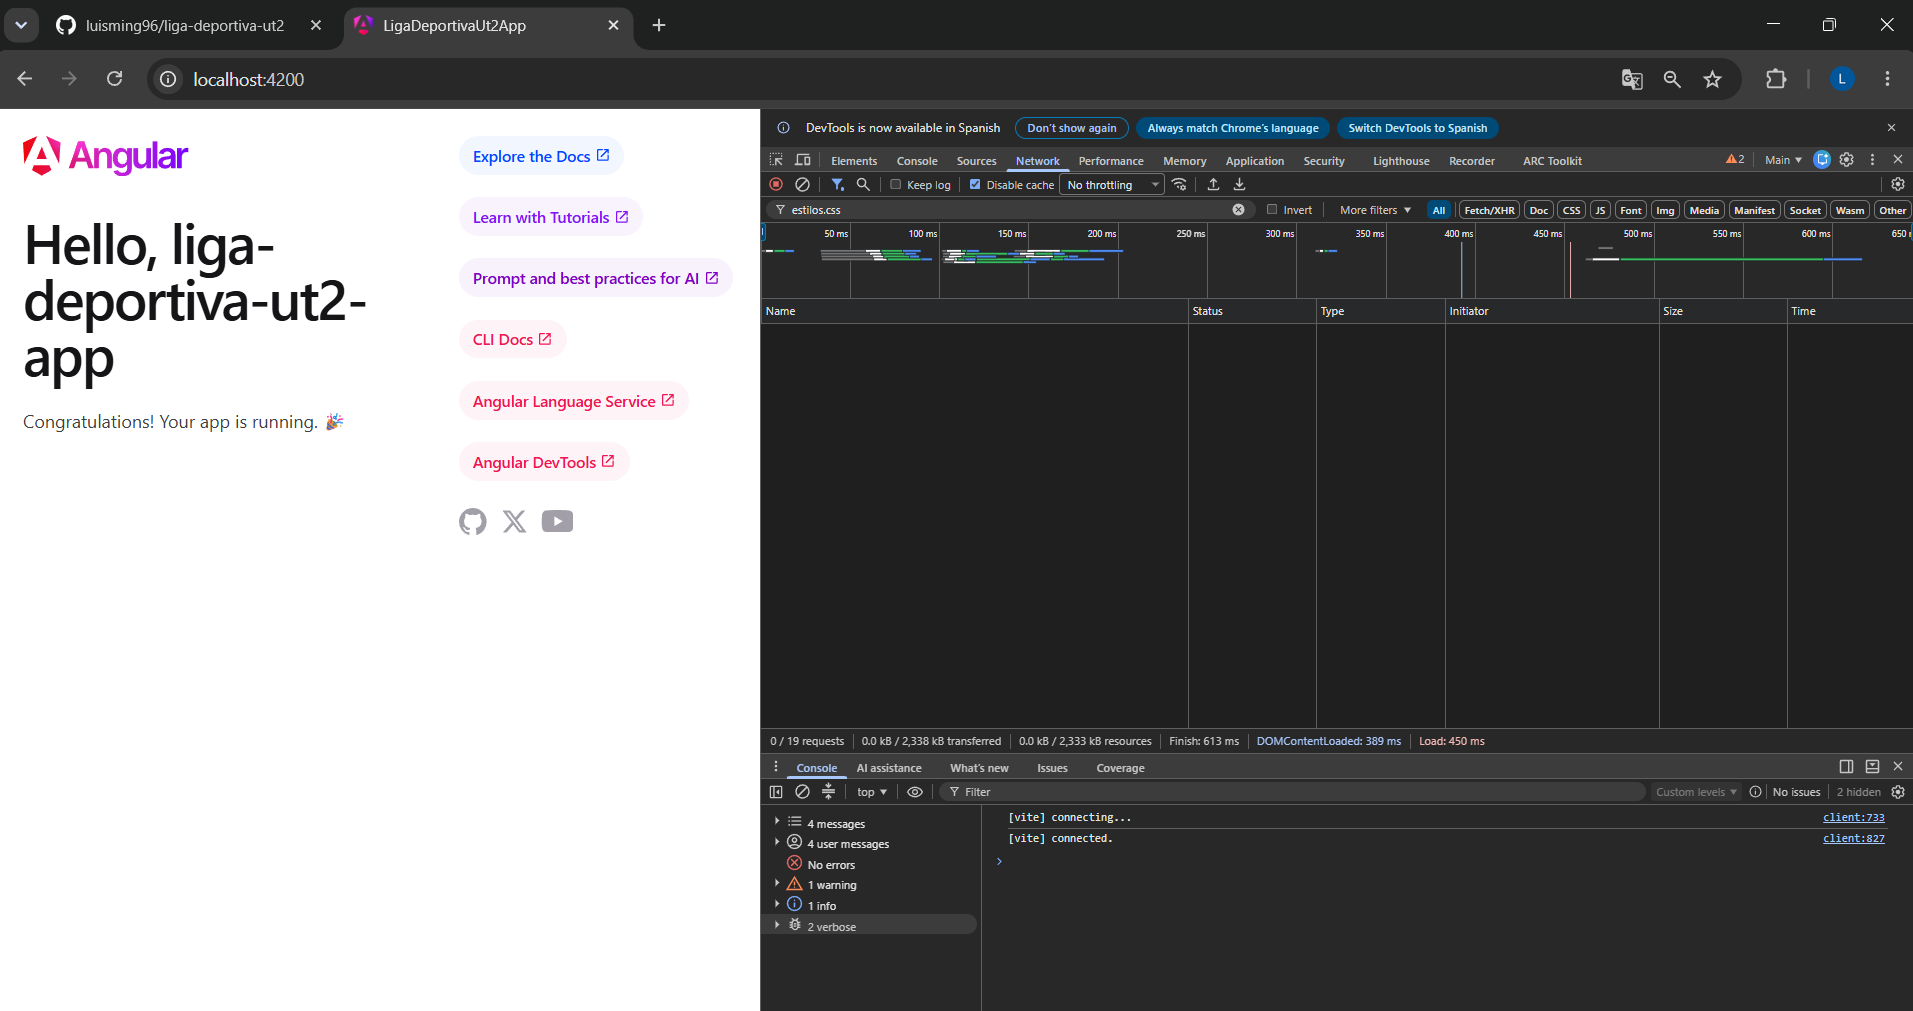 luisming96/liga-deportiva-ut2
LigaDeportivaUt2App
localhost:4200
L
Angular
Hello, liga-
deportiva-ut2-
app
Congratulations! Your app is running. 🎉
Explore the Docs
Learn with Tutorials
Prompt and best practices for AI
CLI Docs
Angular Language Service
Angular DevTools
DevTools is now available in Spanish Don't show again Always match Chrome's language Switch DevTools to Spanish
Elements Console Sources Network Performance Memory Application Security Lighthouse Recorder ARC Toolkit 2 Main
Keep log Disable cache No throttling
estilos.css Invert More filters All Fetch/XHR Doc CSS JS Font Img Media Manifest Socket Wasm Other
50 ms 100 ms 150 ms 200 ms 250 ms 300 ms 350 ms 400 ms 450 ms 500 ms 550 ms 600 ms 650
Name Status Type Initiator Size Time
0 / 19 requests 0.0 kB / 2,338 kB transferred 0.0 kB / 2,333 kB resources Finish: 613 ms DOMContentLoaded: 389 ms Load: 450 ms
Console AI assistance What's new Issues Coverage
top Filter Custom levels No issues 2 hidden
4 messages
4 user messages
No errors
1 warning
1 info
2 verbose
[vite] connecting... client:733
[vite] connected. client:827